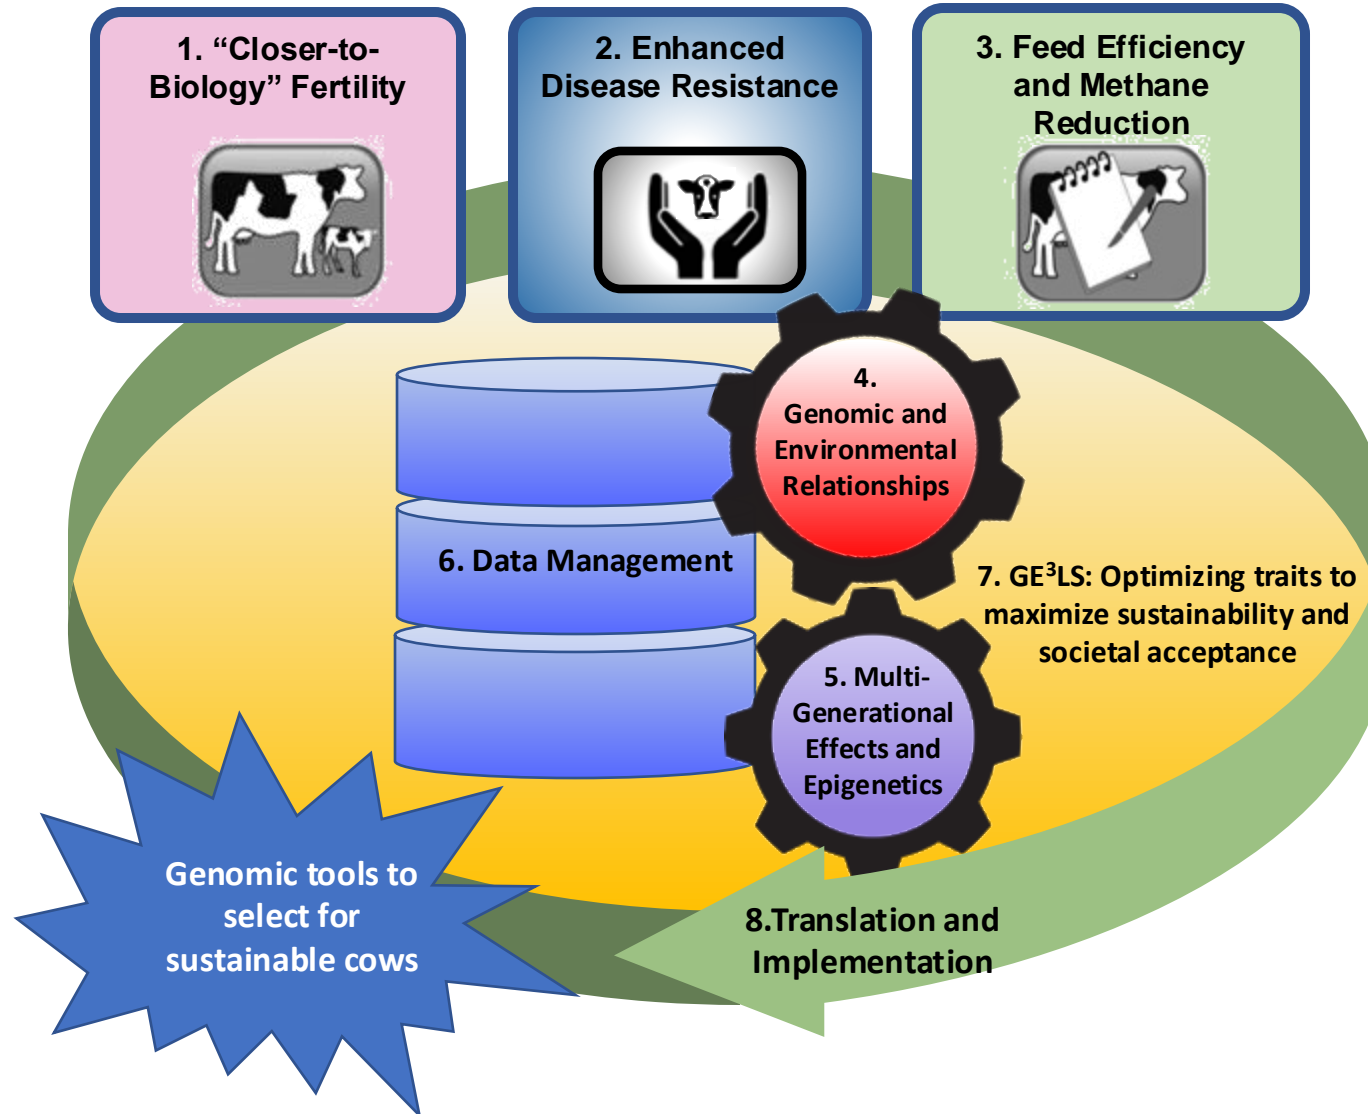 1. “Closer-to-
Biology” Fertility
2. Enhanced
Disease Resistance
3. Feed Efficiency
and Methane
Reduction
4.
Genomic and
Environmental
Relationships
6. Data Management
7. GE³LS: Optimizing traits to
maximize sustainability and
societal acceptance
5. Multi-
Generational
Effects and
Epigenetics
Genomic tools to
select for
sustainable cows
8.Translation and
Implementation